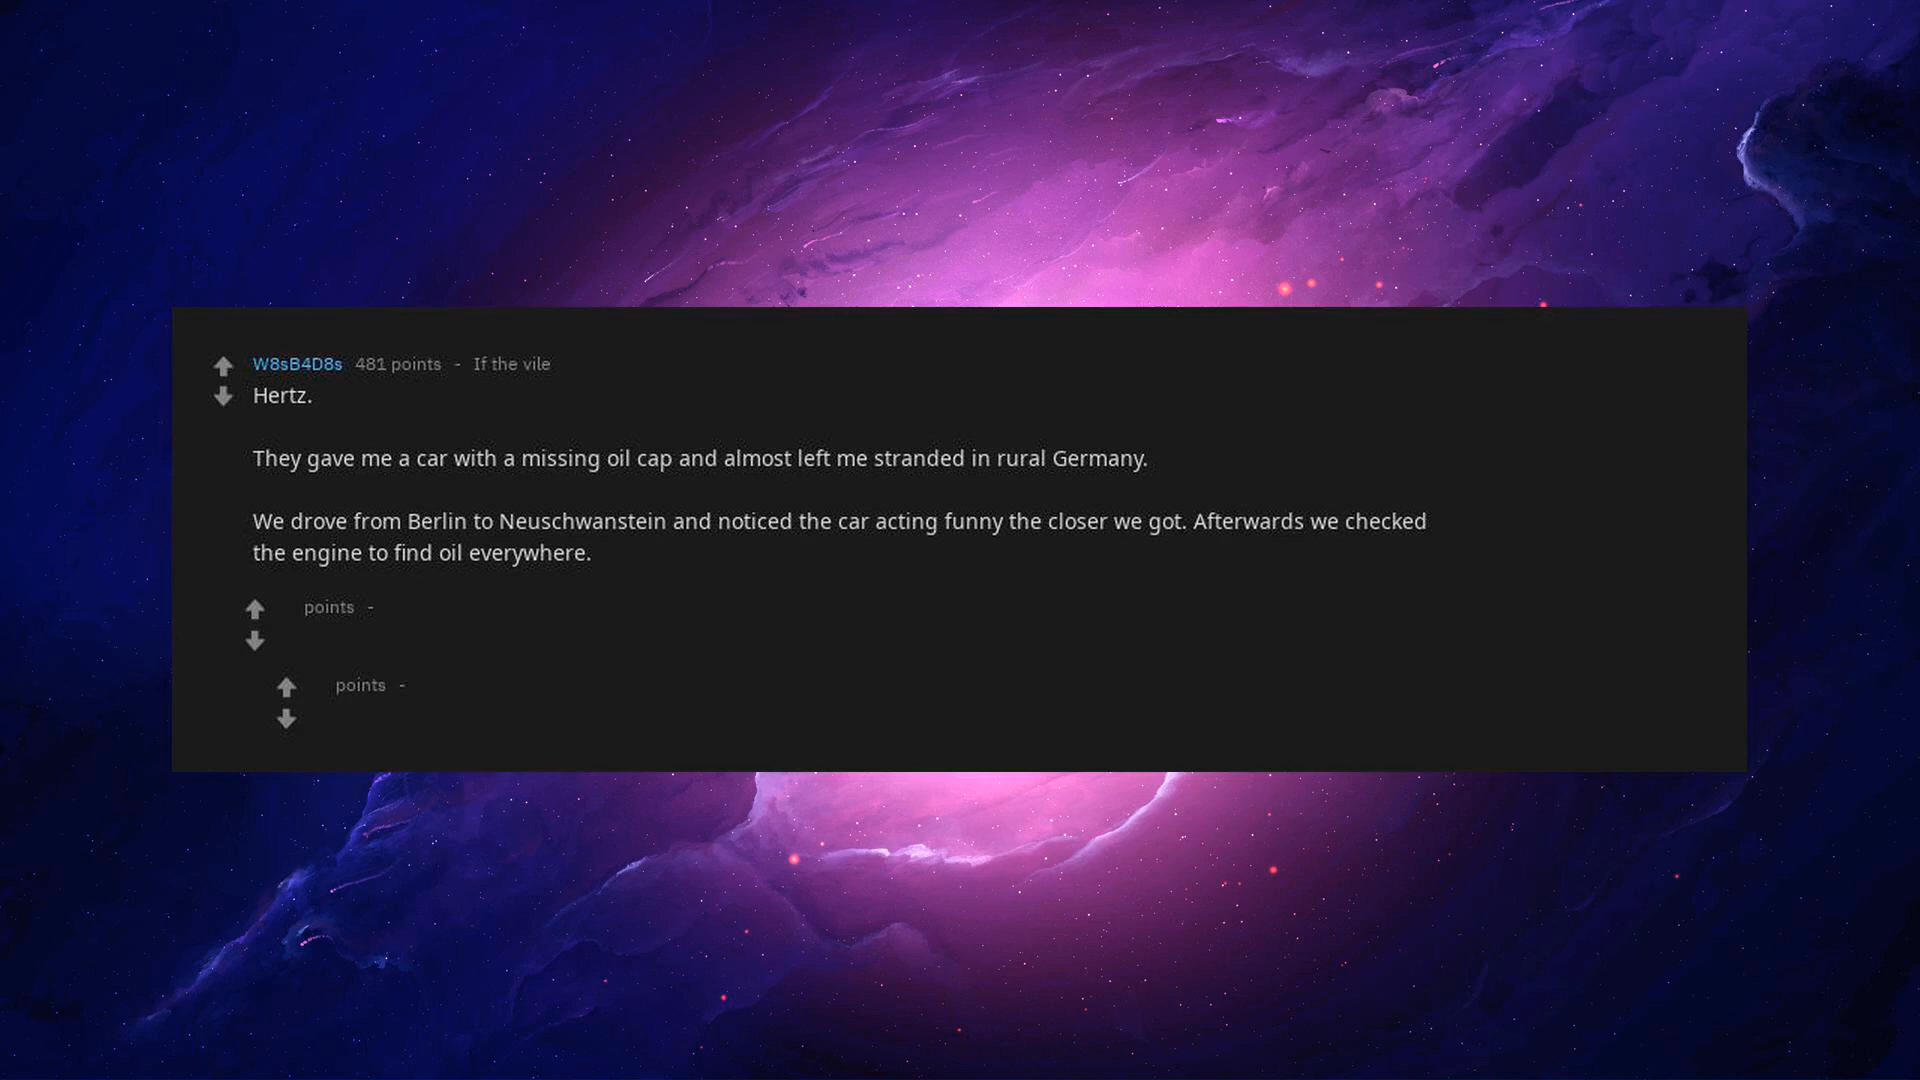 W8sB4D8s 481 points - If the vile
Hertz.
They gave me a car with a missing oil cap and almost left me stranded in rural Germany.
We drove from Berlin to Neuschwanstein and noticed the car acting funny the closer we got. Afterwards we checked
the engine to find oil everywhere.
points -
points -